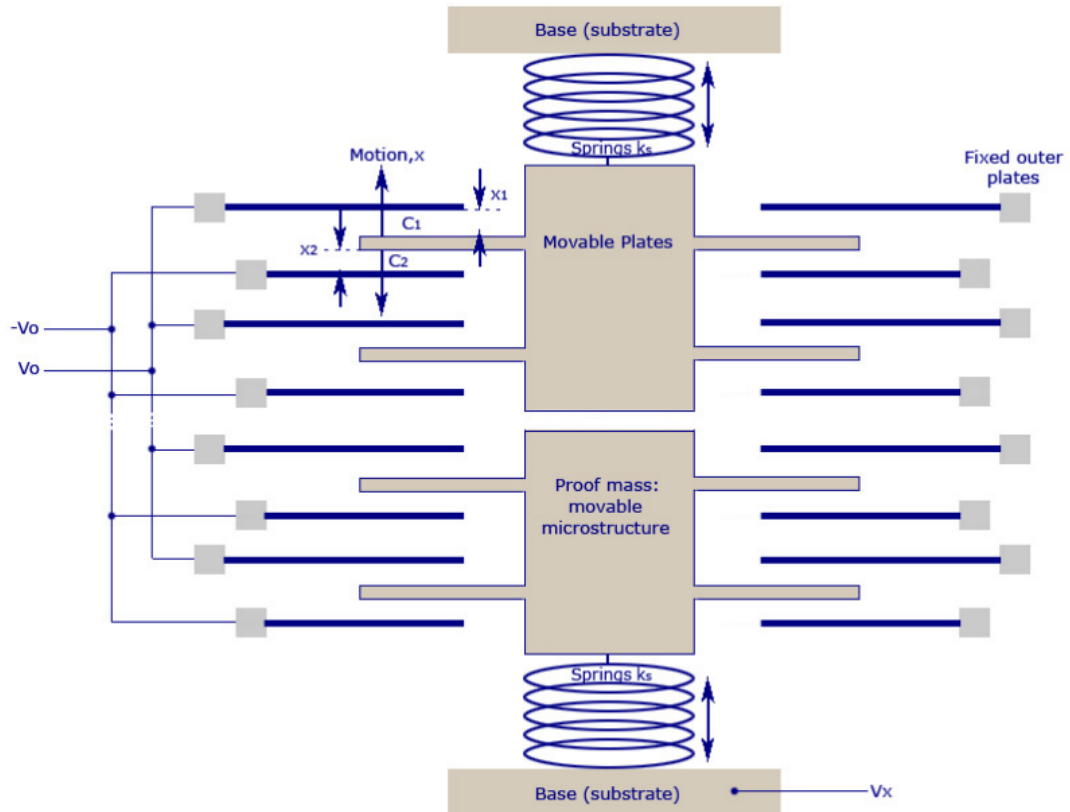 Base (substrate)
Springs ks
Motion,x
Fixed outer
plates
X1
C1
Movable Plates
X2
C2
-Vo
Vo
Proof mass:
movable
microstructure
Springs ks
Base (substrate)
Vx